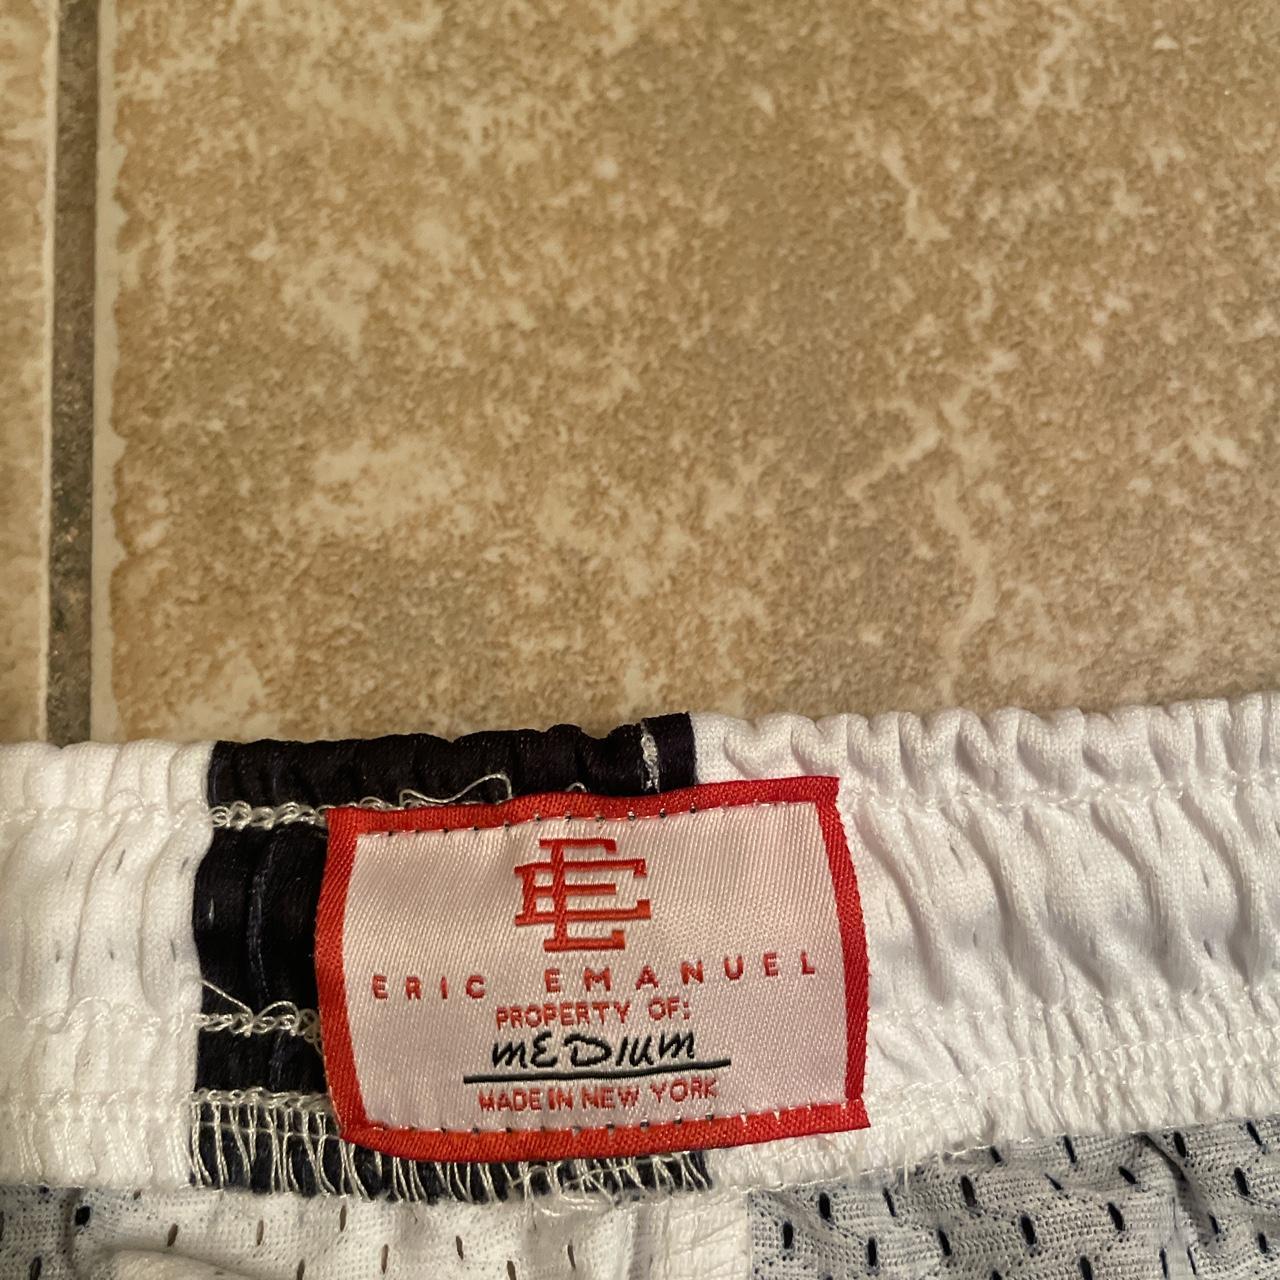 EE
ERIC EMANUEL
PROPERTY OF:
mEDIUM
MADE IN NEW YORK